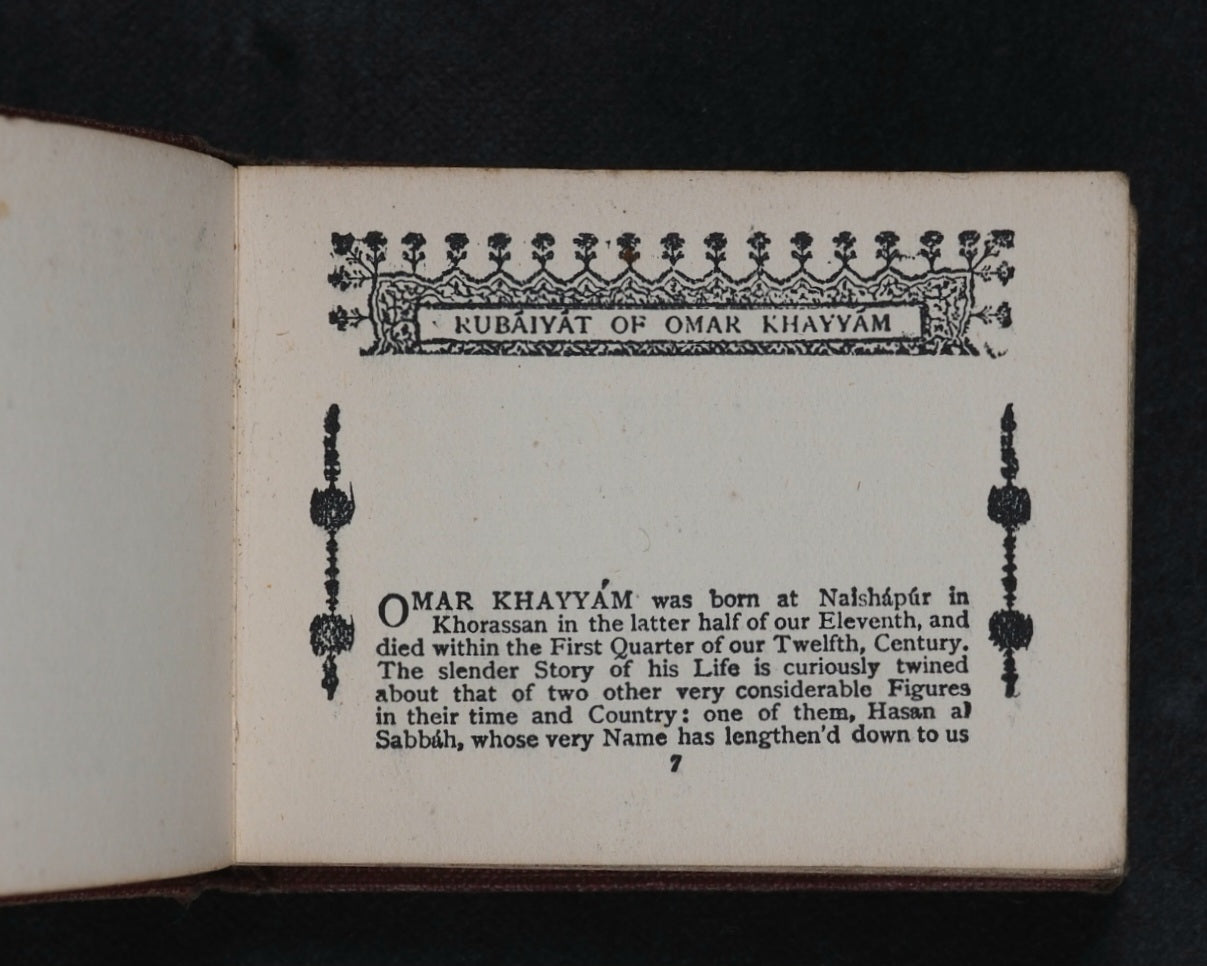 RUBÁIYÁT OF OMAR KHAYYÁM
OMAR KHAYYÁM was born at Naishápúr in
Khorassan in the latter half of our Eleventh, and
died within the First Quarter of our Twelfth, Century.
The slender Story of his Life is curiously twined
about that of two other very considerable Figures
in their time and Country: one of them, Hasan al
Sabbáh, whose very Name has lengthen'd down to us
7